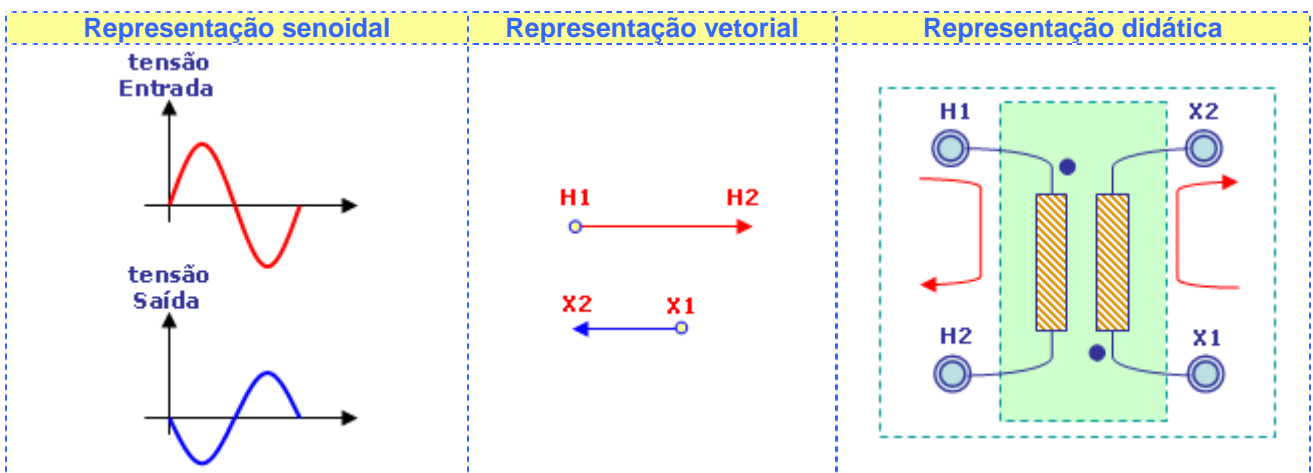 Representação senoidal
Representação vetorial
Representação didática
tensão
Entrada
tensão
Saída
H1 H2
X2 X1
H1 X2
H2 X1